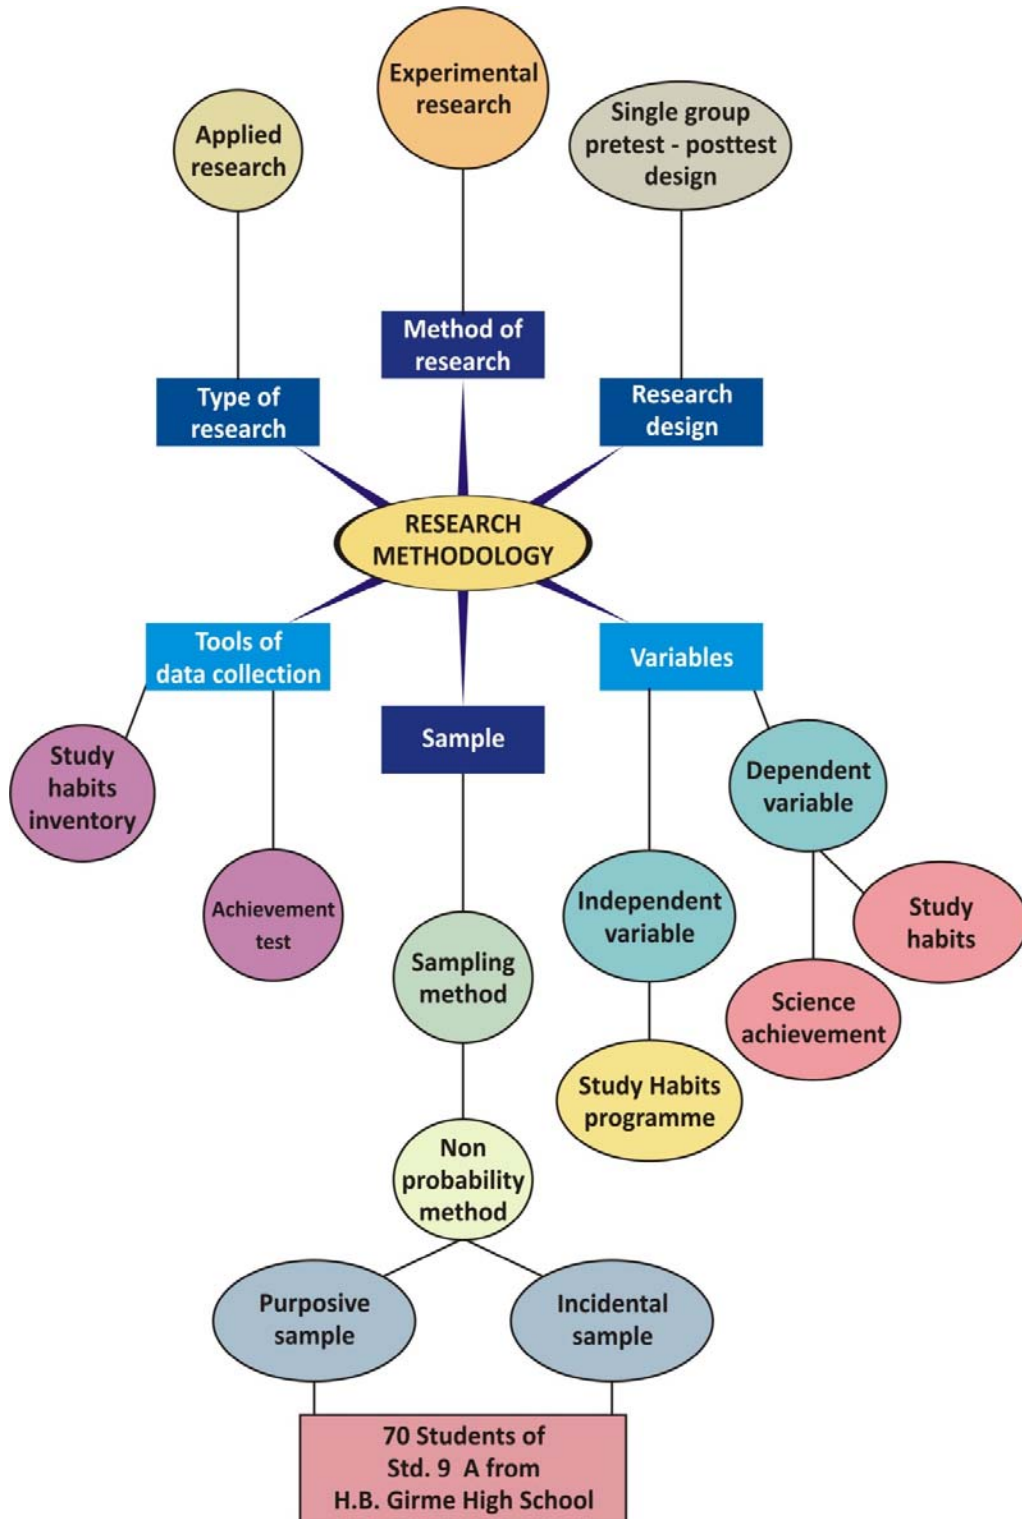 Experimental
research
Applied
research
Single group
pretest - posttest
design
Method of
research
Type of
research
Research
design
RESEARCH
METHODOLOGY
Tools of
data collection
Variables
Sample
Study
habits
inventory
Dependent
variable
Achievement
test
Independent
variable
Study
habits
Sampling
method
Science
achievement
Study Habits
programme
Non
probability
method
Purposive
sample
Incidental
sample
70 Students of
Std. 9 A from
H.B. Girme High School